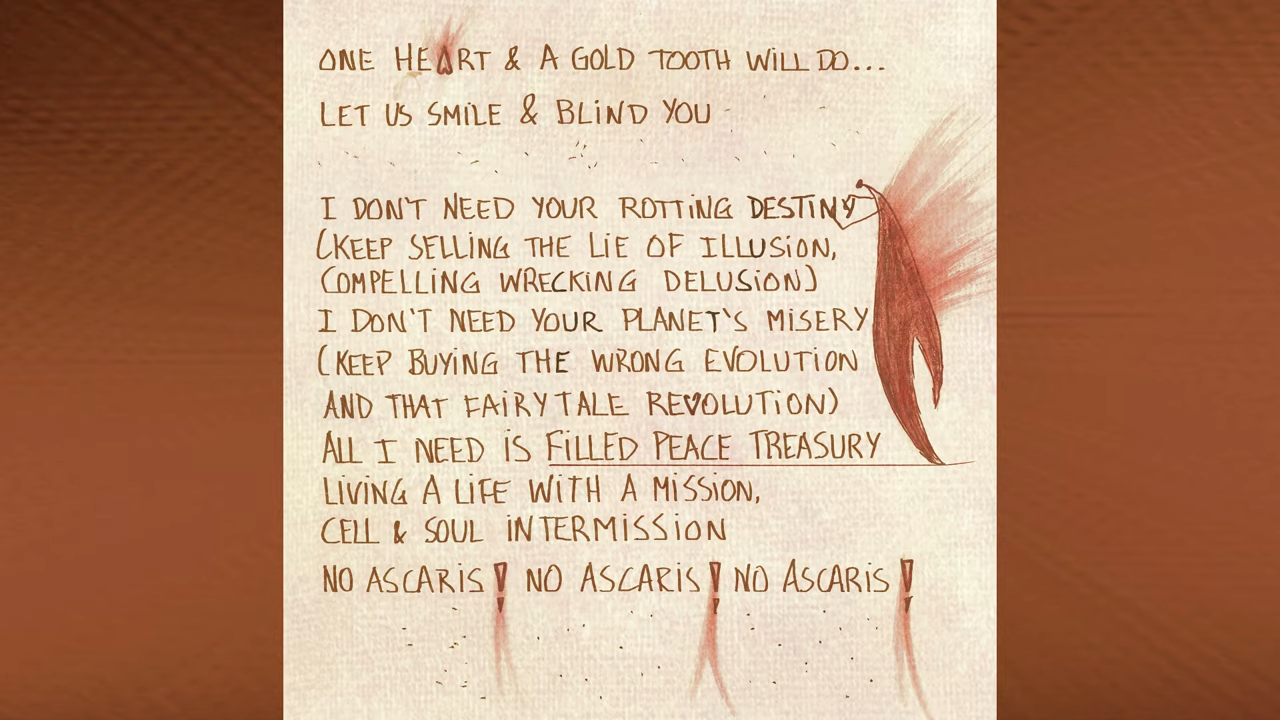 ONE HEART & A GOLD TOOTH WILL DO...
LET US SMILE & BLIND YOU
I DON'T NEED YOUR ROTTING DESTINY
(KEEP SELLING THE LIE OF ILLUSION,
COMPELLING WRECKING DELUSION)
I DON'T NEED YOUR PLANET'S MISERY
(KEEP BUYING THE WRONG EVOLUTION
AND THAT FAIRYTALE REVOLUTION)
ALL I NEED IS FILLED PEACE TREASURY
LIVING A LIFE WITH A MISSION,
CELL & SOUL INTERMISSION
NO ASCARIS! NO ASCARIS! NO ASCARIS!